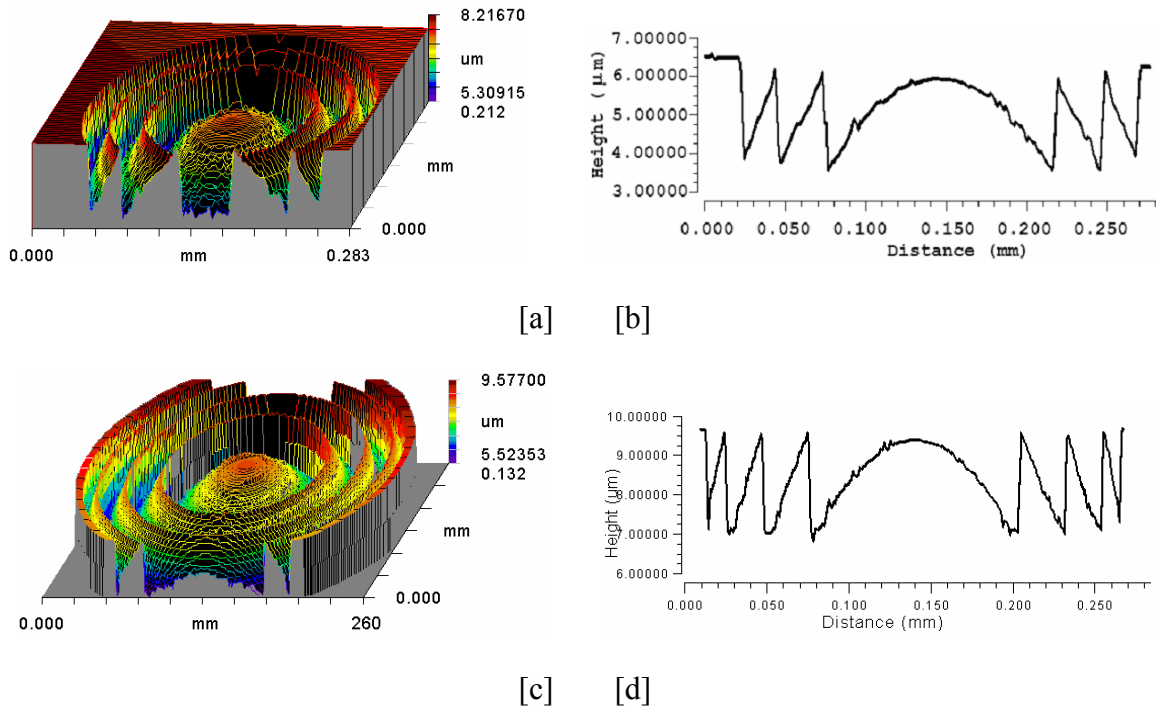 8.21670
um
5.30915
0.212
mm
0.000
0.000 mm 0.283
7.00000
6.00000
5.00000
4.00000
3.00000
Height (µm)
0.000 0.050 0.100 0.150 0.200 0.250
Distance (mm)
[a] [b]
9.57700
um
5.52353
0.132
mm
0.000
0.000 mm 260
10.00000
9.00000
8.00000
7.00000
6.00000
Height (µm)
0.000 0.050 0.100 0.150 0.200 0.250
Distance (mm)
[c] [d]